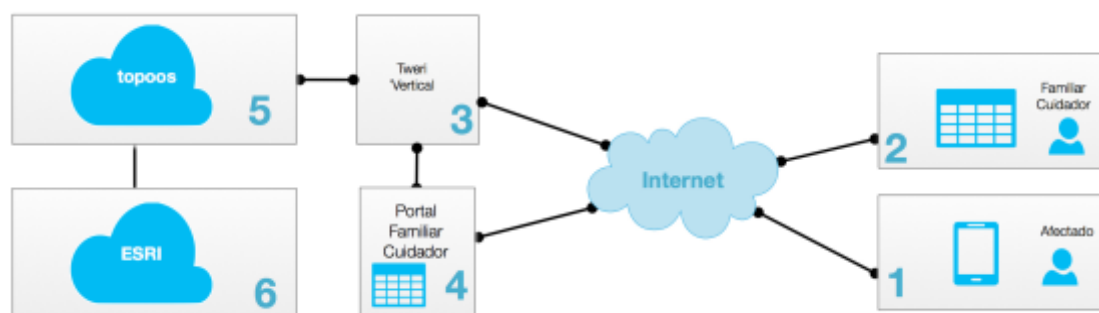 topoos
5
Tweri
'Vertical
3
Familiar
Cuidador
2
Internet
ESRI
6
Portal
Familiar
Cuidador
4
Afectado
1